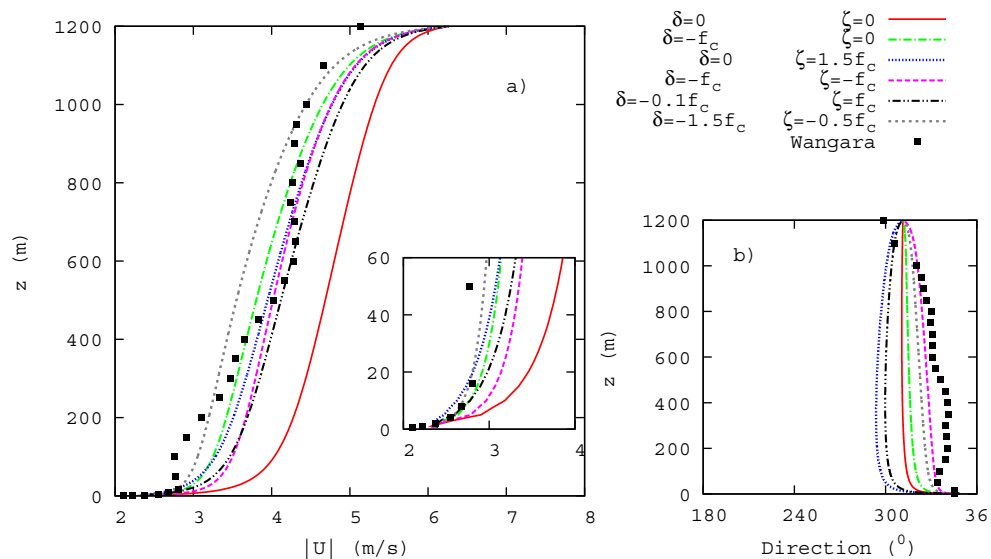 δ=0 ζ=0
δ=-f_c ζ=0
δ=0 ζ=1.5f_c
δ=-f_c ζ=-f_c
δ=-0.1f_c ζ=f_c
δ=-1.5f_c ζ=-0.5f_c
Wangara
a)
1200
1000
800
600
400
200
0
z (m)
2 3 4 5 6 7 8
|U| (m/s)
60
40
20
0
2 3 4
b)
1200
1000
800
600
400
200
0
z (m)
180 240 300 36
Direction (⁰)